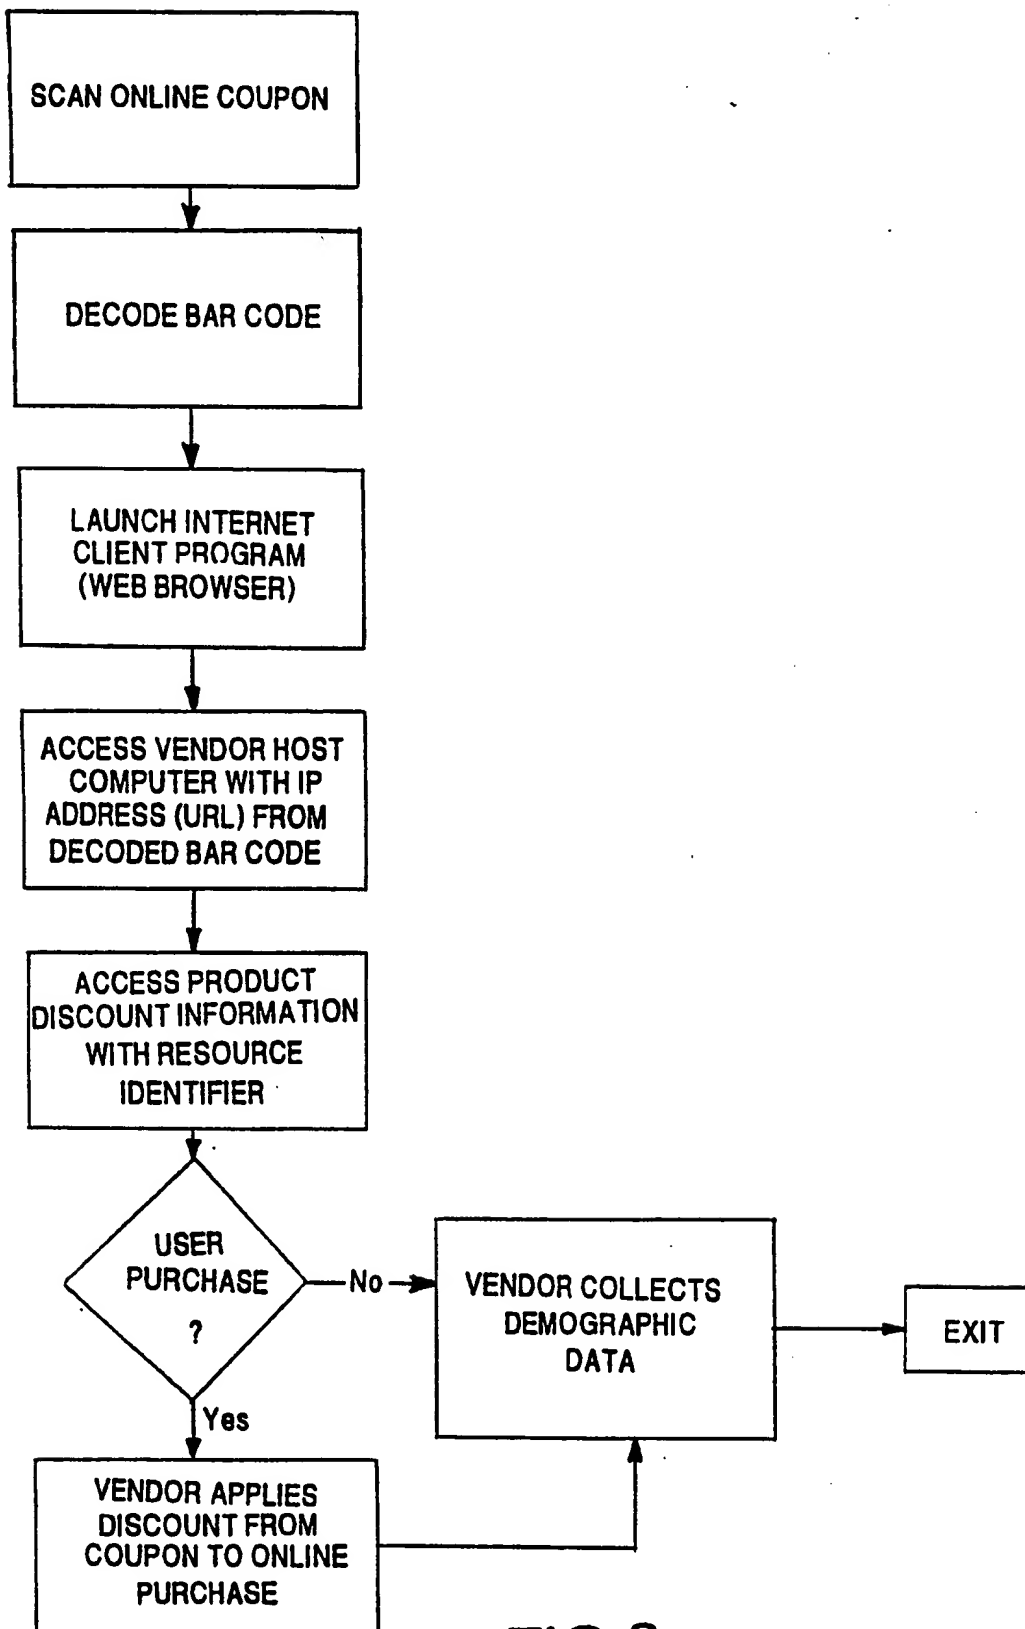 SCAN ONLINE COUPON
DECODE BAR CODE
LAUNCH INTERNET
CLIENT PROGRAM
(WEB BROWSER)
ACCESS VENDOR HOST
COMPUTER WITH IP
ADDRESS (URL) FROM
DECODED BAR CODE
ACCESS PRODUCT
DISCOUNT INFORMATION
WITH RESOURCE
IDENTIFIER
USER
PURCHASE
?
No
VENDOR COLLECTS
DEMOGRAPHIC
DATA
EXIT
Yes
VENDOR APPLIES
DISCOUNT FROM
COUPON TO ONLINE
PURCHASE